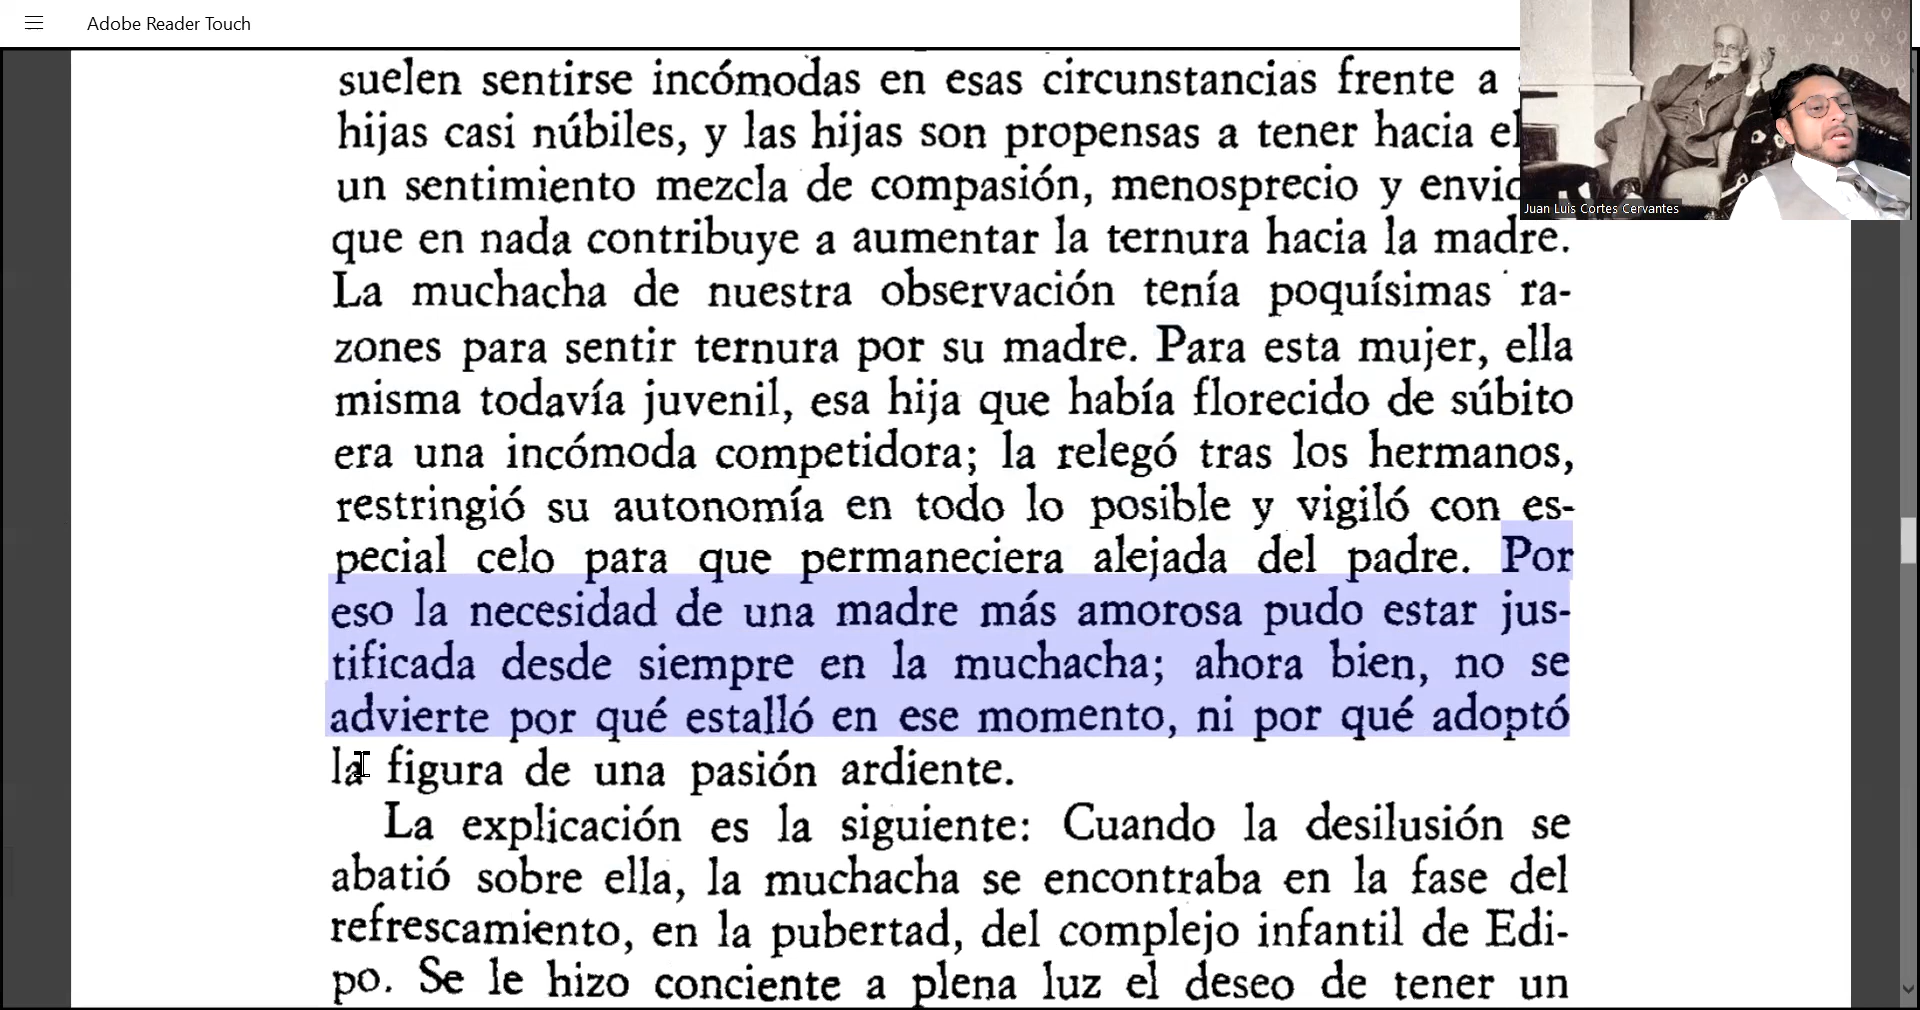 Adobe Reader Touch
suelen sentirse incómodas en esas circunstancias frente a
hijas casi núbiles, y las hijas son propensas a tener hacia
un sentimiento mezcla de compasión, menosprecio y
que en nada contribuye a aumentar la ternura hacia la madre.
La muchacha de nuestra observación tenía poquísimas ra-
zones para sentir ternura por su madre. Para esta mujer, ella
misma todavía juvenil, esa hija que había florecido de súbito
era una incómoda competidora; la relegó tras los hermanos,
restringió su autonomía en todo lo posible y vigiló con es-
pecial celo para que permaneciera alejada del padre. Por
eso la necesidad de una madre más amorosa pudo estar jus-
tificada desde siempre en la muchacha; ahora bien, no se
advierte por qué estalló en ese momento, ni por qué adoptó
la figura de una pasión ardiente.
La explicación es la siguiente: Cuando la desilusión se
abatió sobre ella, la muchacha se encontraba en la fase del
refrescamiento, en la pubertad, del complejo infantil de Edi-
po. Se le hizo conciente a plena luz el deseo de tener un
Juan Luis Cortes Cervantes